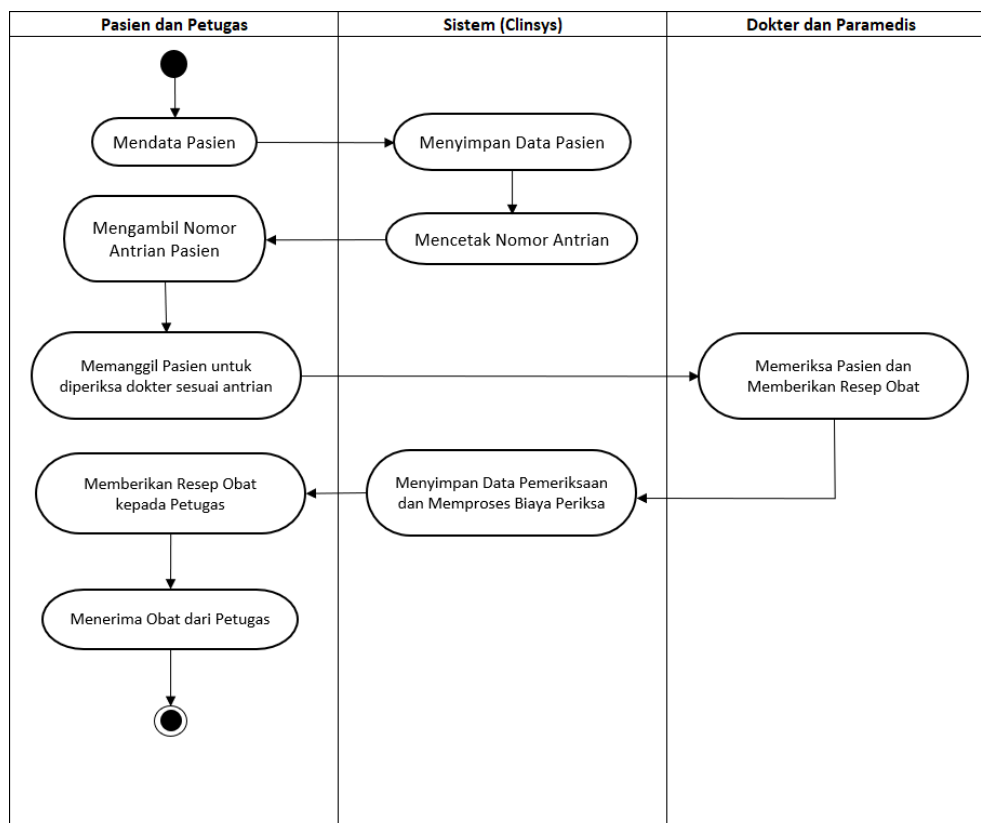 Pasien dan Petugas
Sistem (Clinsys)
Dokter dan Paramedis
Mendata Pasien
Menyimpan Data Pasien
Mengambil Nomor
Antrian Pasien
Mencetak Nomor Antrian
Memanggil Pasien untuk
diperiksa dokter sesuai antrian
Memeriksa Pasien dan
Memberikan Resep Obat
Memberikan Resep Obat
kepada Petugas
Menyimpan Data Pemeriksaan
dan Memproses Biaya Periksa
Menerima Obat dari Petugas